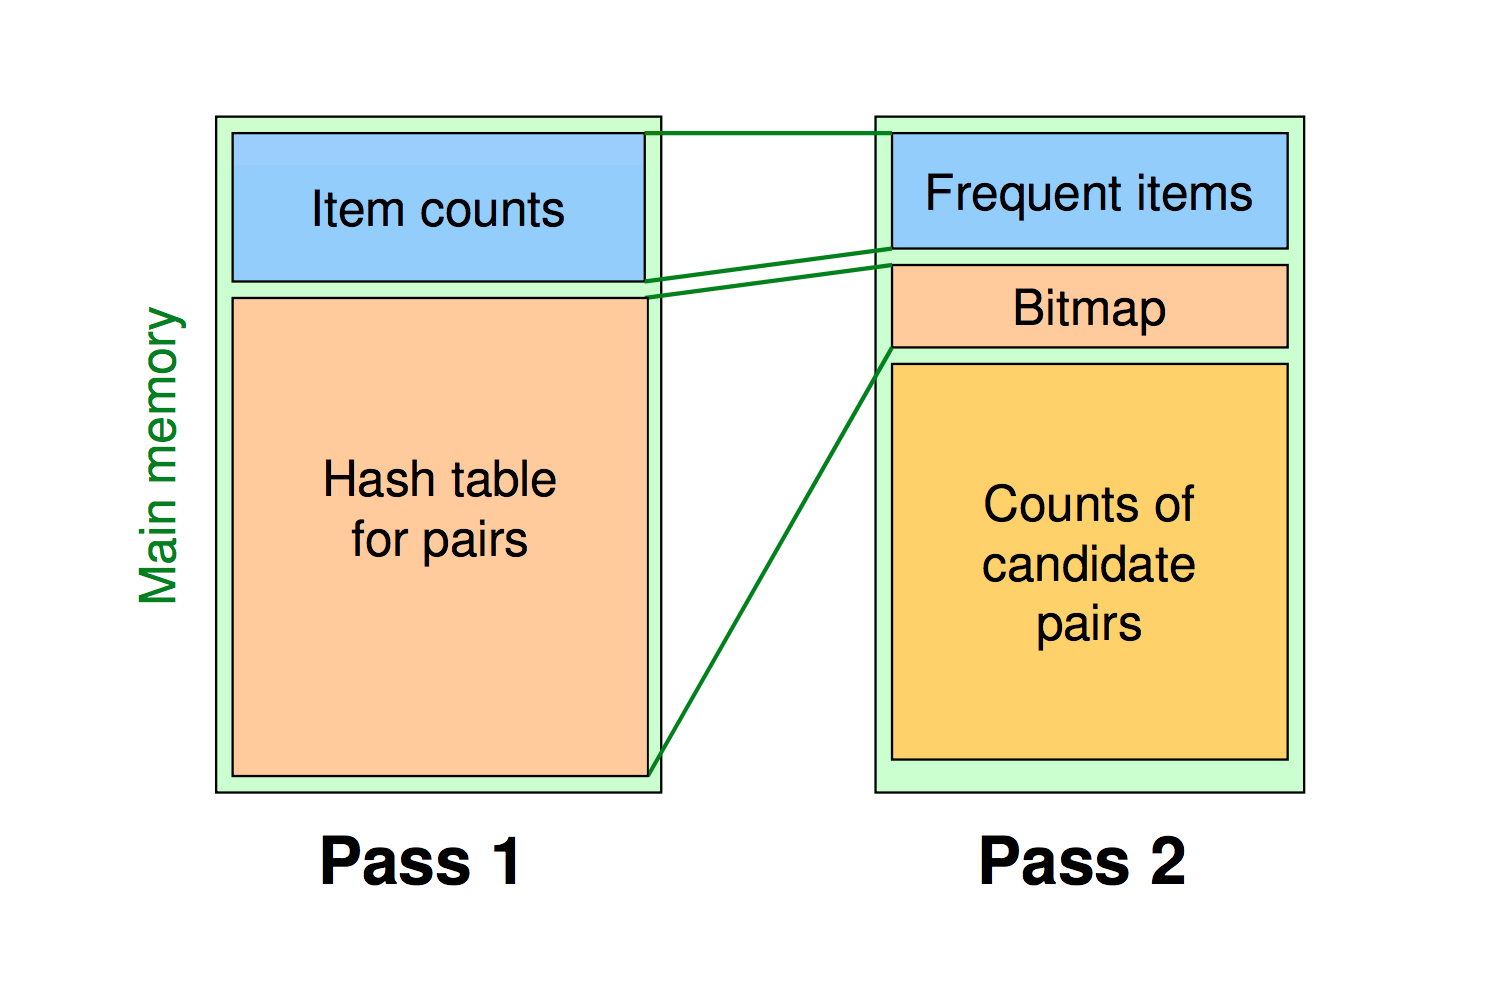 Main memory
Item counts
Hash table
for pairs
Pass 1
Frequent items
Bitmap
Counts of
candidate
pairs
Pass 2